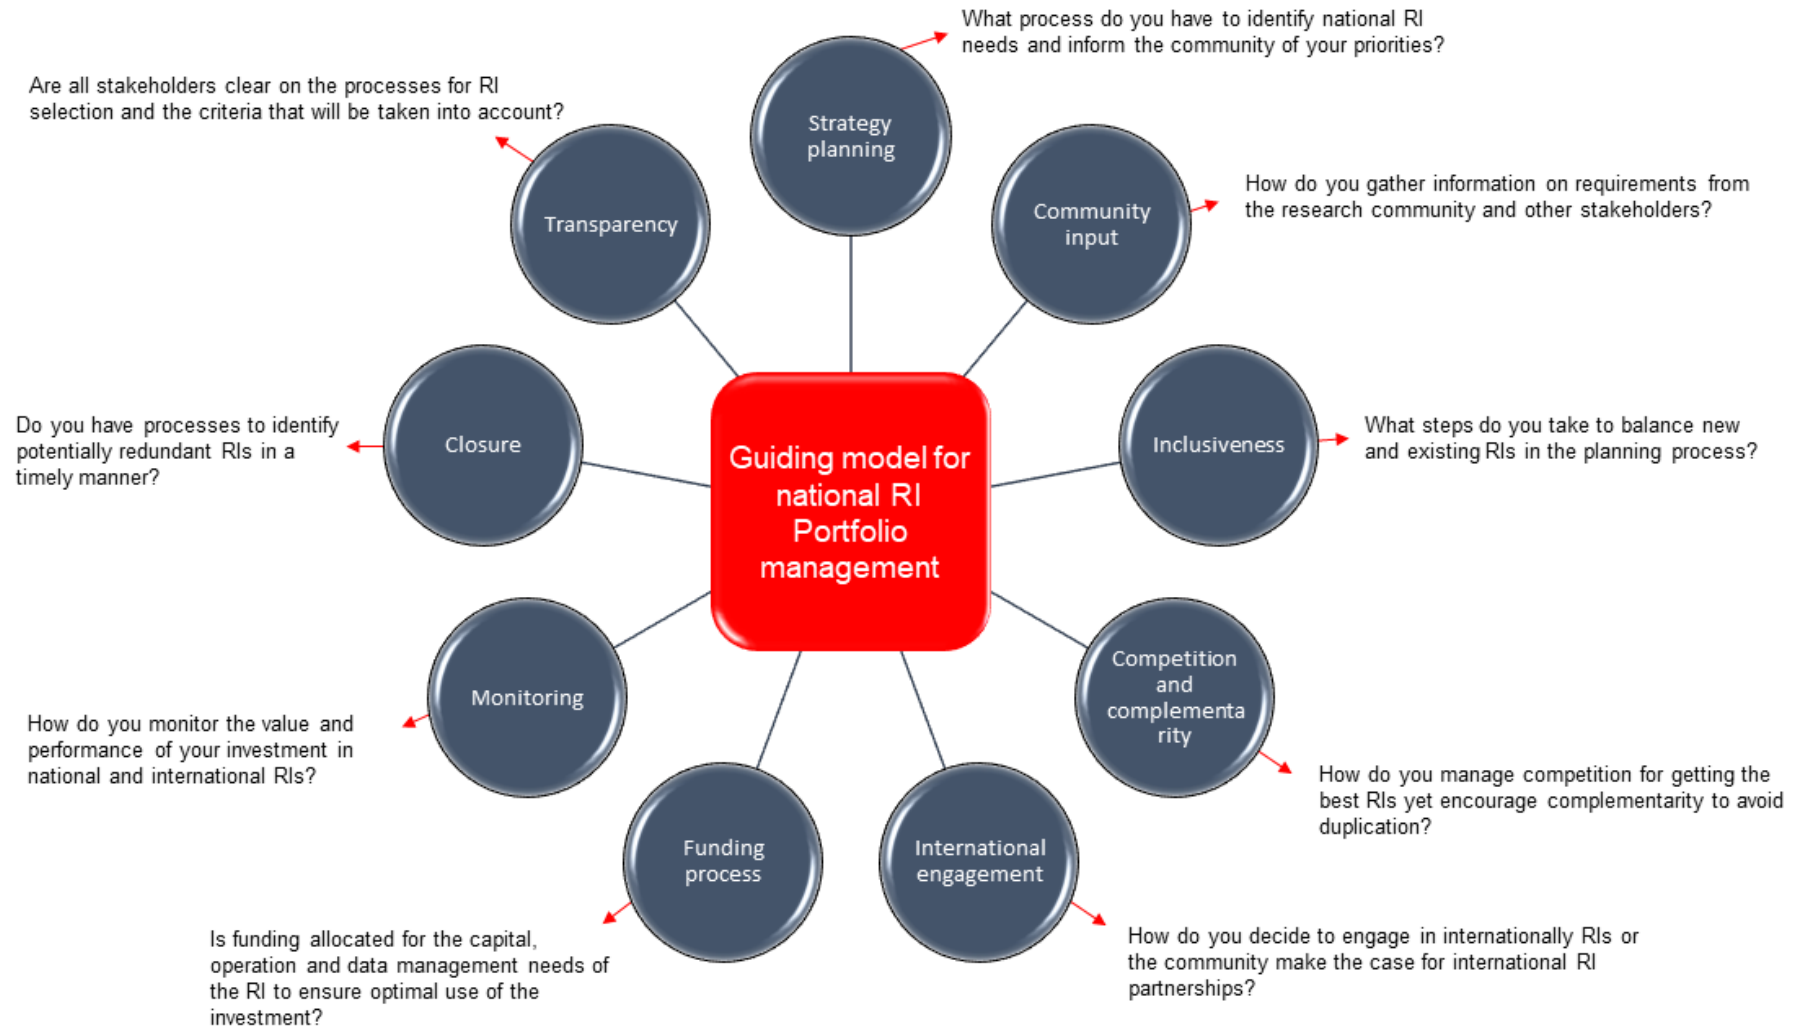 What process do you have to identify national RI
needs and inform the community of your priorities?
Are all stakeholders clear on the processes for RI
selection and the criteria that will be taken into account?
Strategy
planning
Transparency
Community
input
How do you gather information on requirements from
the research community and other stakeholders?
Do you have processes to identify
potentially redundant RIs in a
timely manner?
Closure
Guiding model for
national RI
Portfolio
management
Inclusiveness
What steps do you take to balance new
and existing RIs in the planning process?
Monitoring
How do you monitor the value and
performance of your investment in
national and international RIs?
Competition
and
complementa
rity
How do you manage competition for getting the
best RIs yet encourage complementarity to avoid
duplication?
Funding
process
Is funding allocated for the capital,
operation and data management needs of
the RI to ensure optimal use of the
investment?
International
engagement
How do you decide to engage in internationally RIs or
the community make the case for international RI
partnerships?